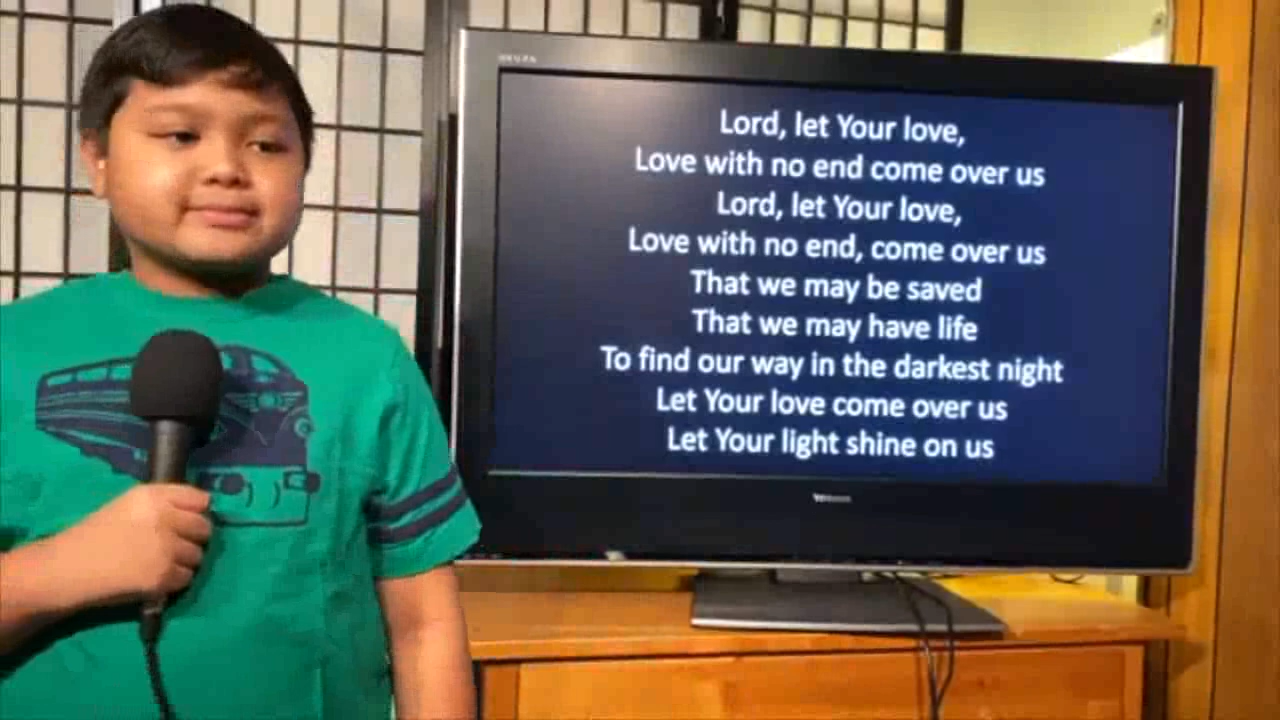 Lord, let Your love,
Love with no end come over us
Lord, let Your love,
Love with no end, come over us
That we may be saved
That we may have life
To find our way in the darkest night
Let Your love come over us
Let Your light shine on us